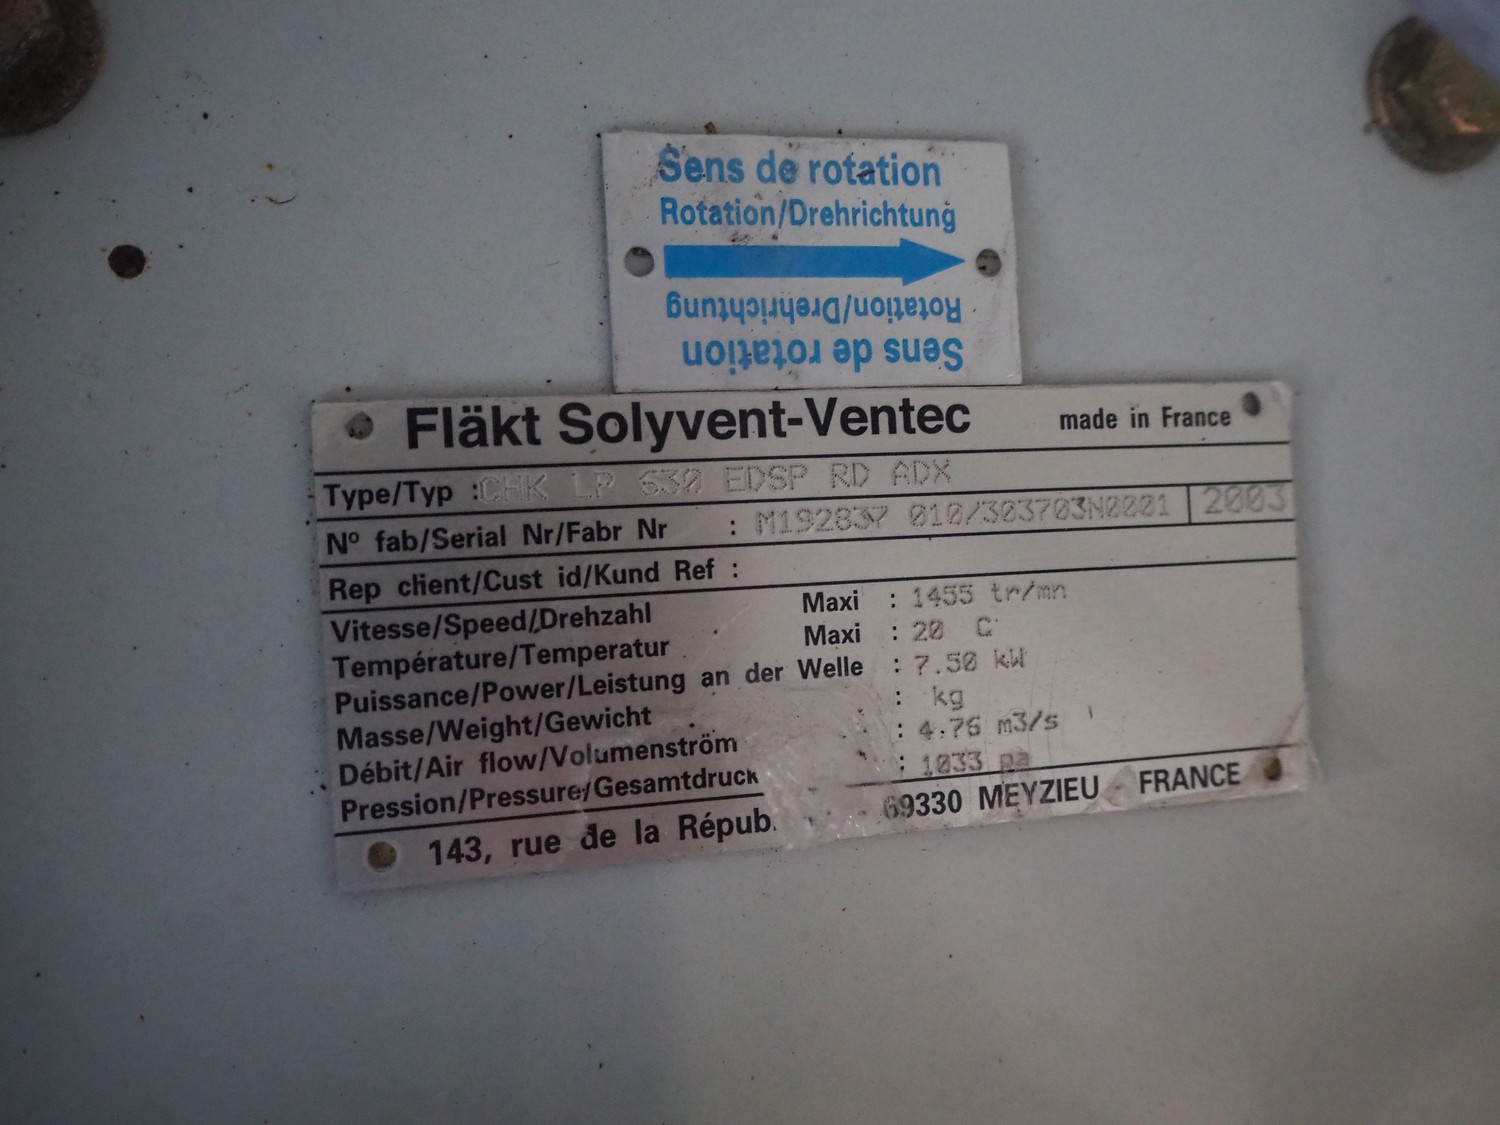 Sens de rotation
Rotation/Drehrichtung
Rotation/Drehrichtung
Sens de rotation
Fläkt Solyvent-Ventec made in France
Type/Typ : CHK LP 630 EDSP RD ADX
Nº fab/Serial Nr/Fabr Nr : M192837 010/303703N0001 2003
Rep client/Cust id/Kund Ref :
Vitesse/Speed/Drehzahl Maxi : 1455 tr/mn
Température/Temperatur Maxi : 20 C
Puissance/Power/Leistung an der Welle : 7.50 kW
Masse/Weight/Gewicht : kg
Débit/Air flow/Volumenström : 4.76 m3/s
Pression/Pressure/Gesamtdruck : 1033 pa
143, rue de la Répub. 69330 MEYZIEU FRANCE